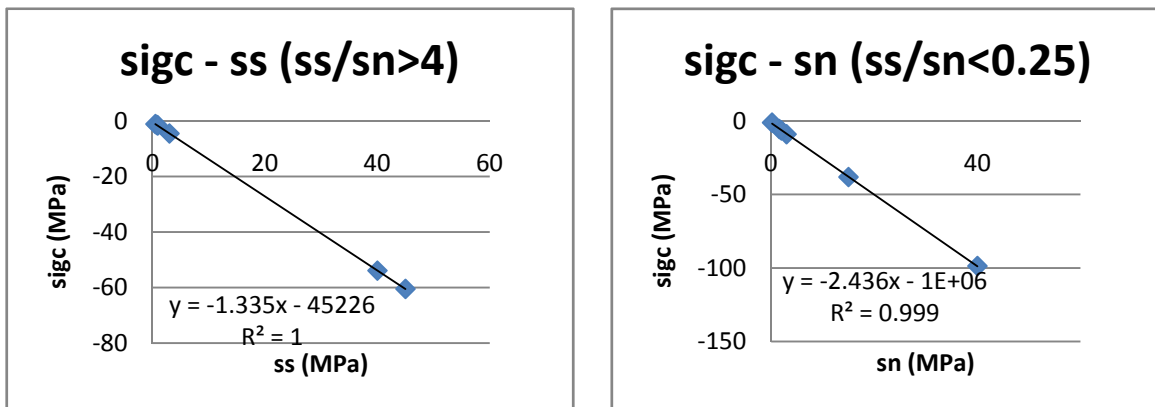 sigc - ss (ss/sn>4)
0
-20
-40
-60
-80
0
20
40
60
sigc (MPa)
y = -1.335x - 45226
R² = 1
ss (MPa)
sigc - sn (ss/sn<0.25)
0
-50
-100
-150
0
40
sigc (MPa)
y = -2.436x - 1E+06
R² = 0.999
sn (MPa)